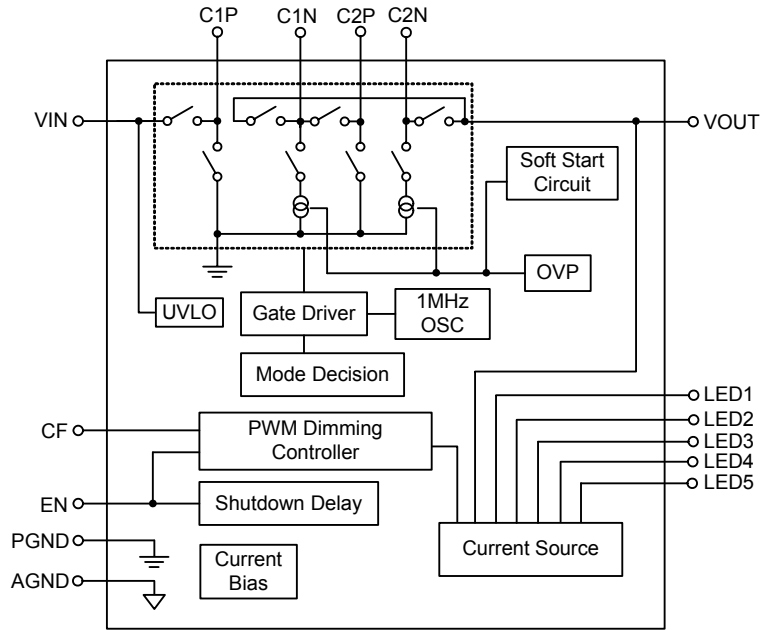 C1P C1N C2P C2N
VIN
VOUT
Soft Start
Circuit
OVP
UVLO
Gate Driver
1MHz
OSC
Mode Decision
LED1
LED2
LED3
LED4
LED5
CF
PWM Dimming
Controller
EN
Shutdown Delay
PGND
AGND
Current
Bias
Current Source